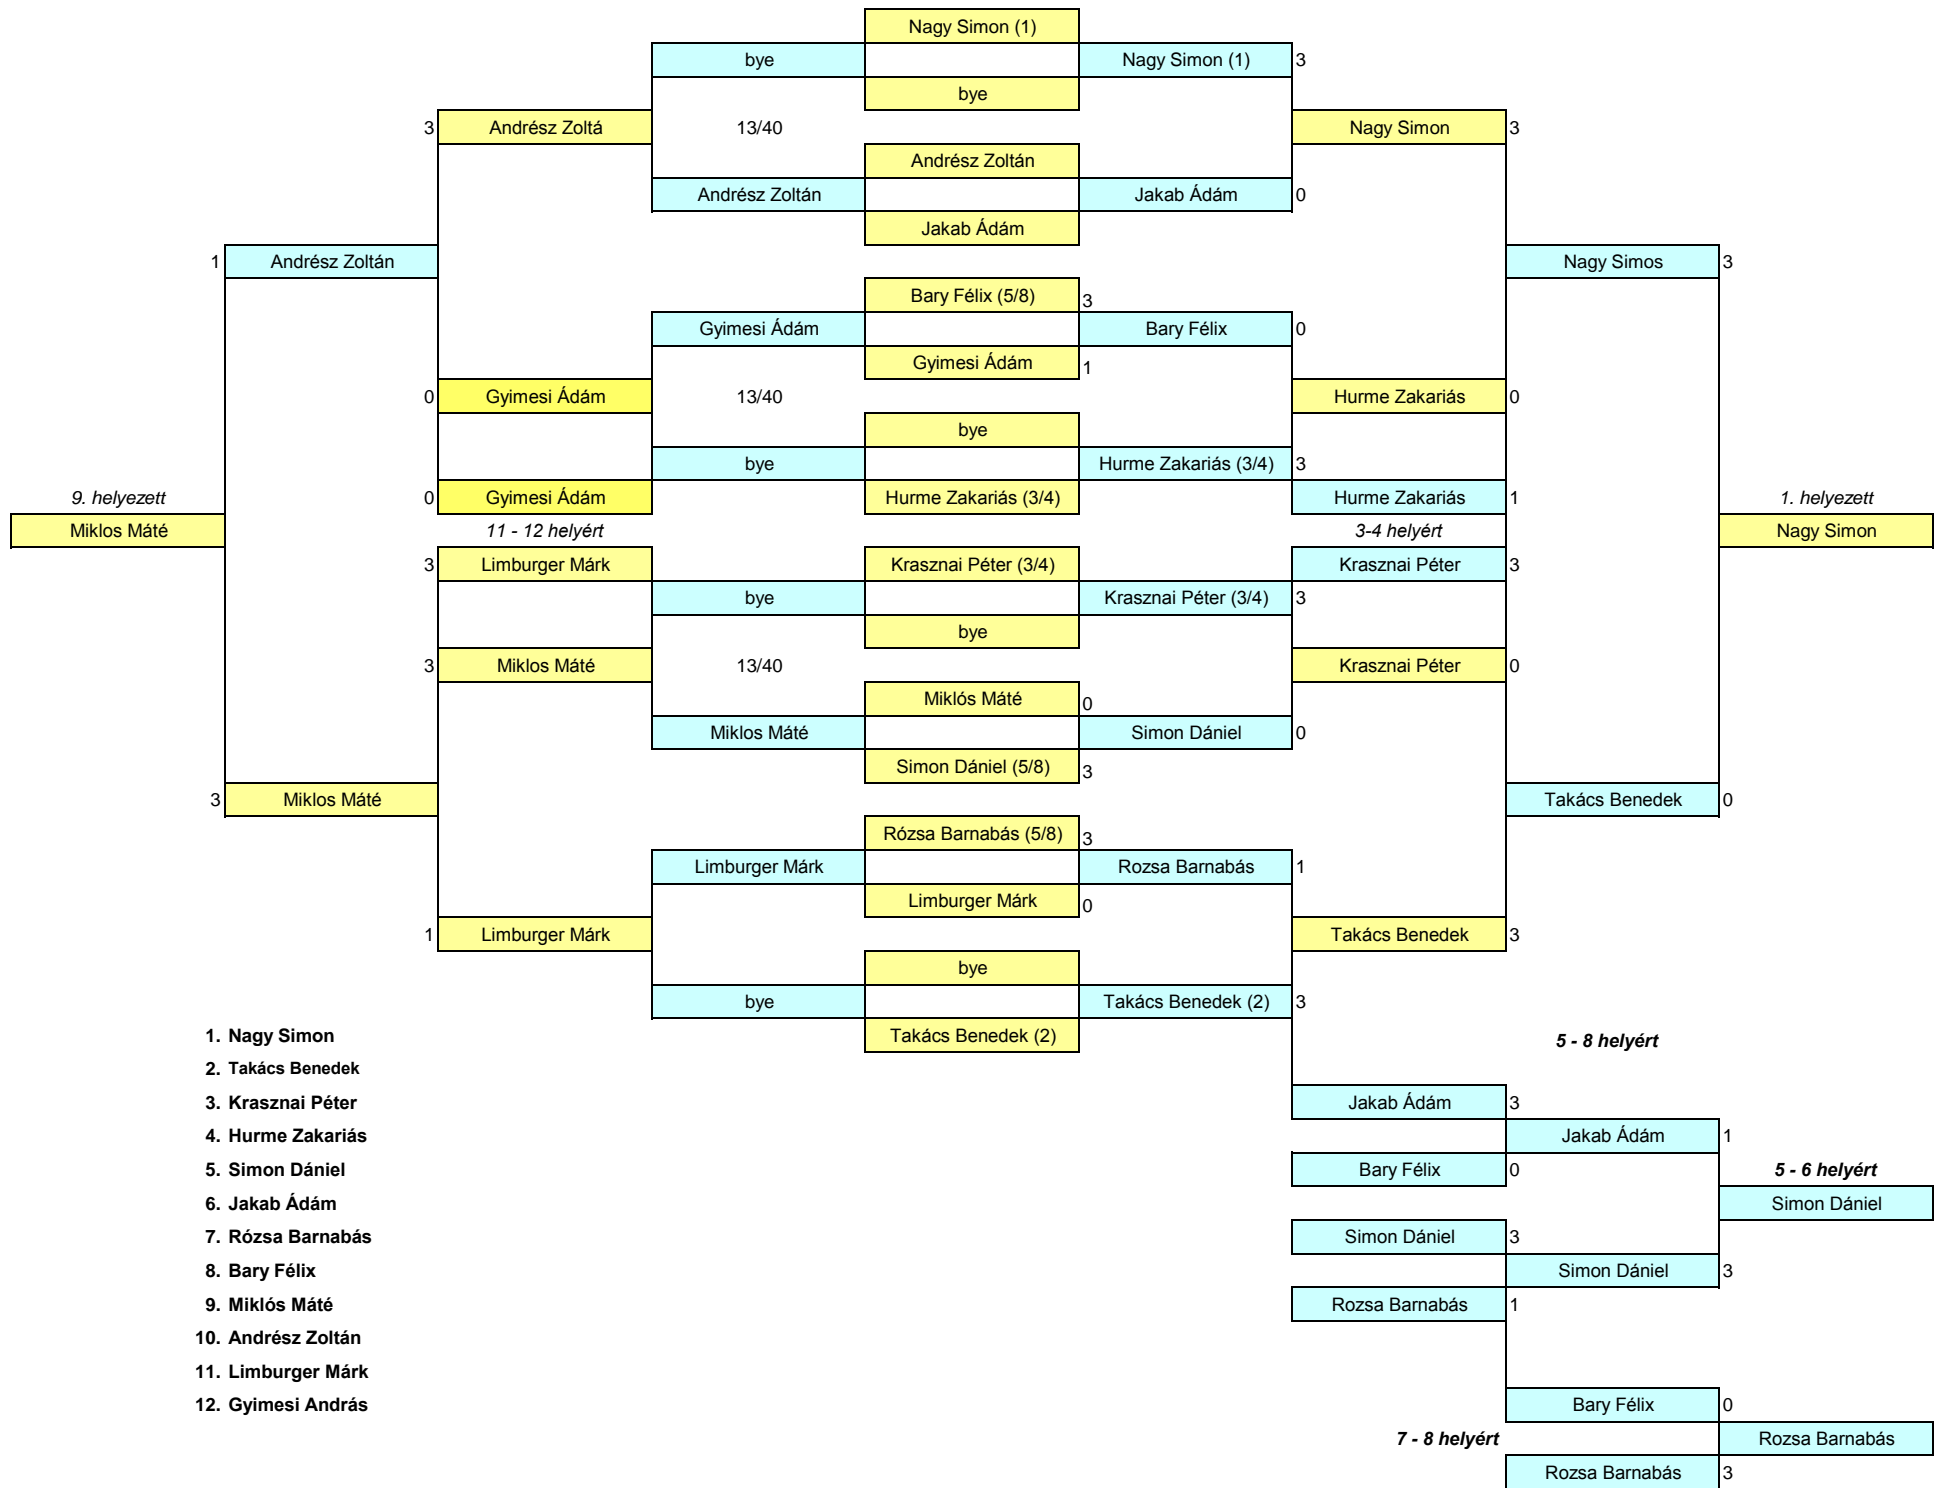 Nagy Simon (1)
bye Nagy Simon (1) 3
bye
3 Andrész Zoltá 13/40 Nagy Simon 3
Andrész Zoltán
Andrész Zoltán Jakab Ádám 0
Jakab Ádám
1 Andrész Zoltán Nagy Simos 3
Bary Félix (5/8) 3
Gyimesi Ádám Bary Félix 0
Gyimesi Ádám 1
0 Gyimesi Ádám 13/40 Hurme Zakariás 0
bye
bye Hurme Zakariás (3/4) 3
9. helyezett 0 Gyimesi Ádám Hurme Zakariás (3/4) Hurme Zakariás 1 1. helyezett
Miklos Máté 11 - 12 helyért 3-4 helyért Nagy Simon
3 Limburger Márk Krasznai Péter (3/4) Krasznai Péter 3
bye Krasznai Péter (3/4) 3
bye
3 Miklos Máté 13/40 Krasznai Péter 0
Miklós Máté 0
Miklos Máté Simon Dániel 0
Simon Dániel (5/8) 3
3 Miklos Máté Takács Benedek 0
Rózsa Barnabás (5/8) 3
Limburger Márk Rozsa Barnabás 1
Limburger Márk 0
1 Limburger Márk Takács Benedek 3
bye
bye Takács Benedek (2) 3
1. Nagy Simon Takács Benedek (2) 5 - 8 helyért
2. Takács Benedek
3. Krasznai Péter Jakab Ádám 3
4. Hurme Zakariás Jakab Ádám 1
5. Simon Dániel Bary Félix 0 5 - 6 helyért
6. Jakab Ádám Simon Dániel
7. Rózsa Barnabás Simon Dániel 3
8. Bary Félix Simon Dániel 3
9. Miklós Máté Rozsa Barnabás 1
10. Andrész Zoltán
11. Limburger Márk
12. Gyimesi András Bary Félix 0
7 - 8 helyért Rozsa Barnabás
Rozsa Barnabás 3